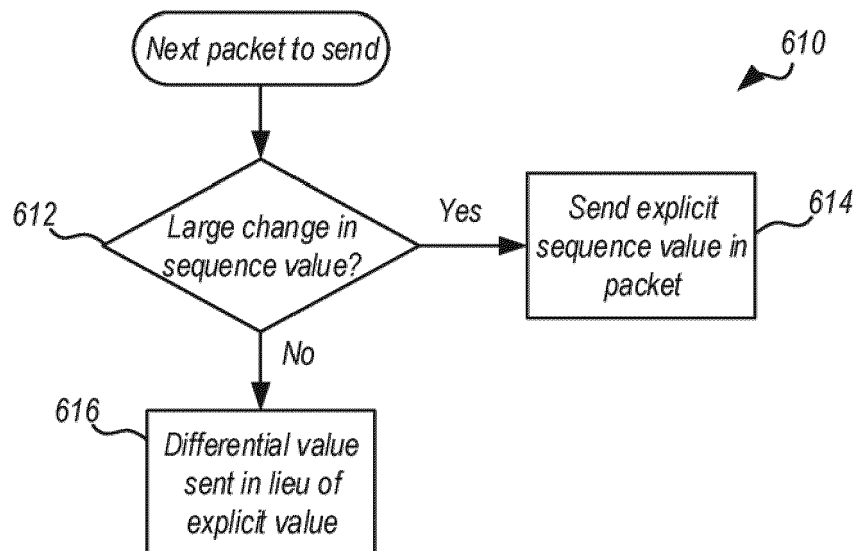 Next packet to send
610
612
Large change in
sequence value?
Yes
Send explicit
sequence value in
packet
614
No
616
Differential value
sent in lieu of
explicit value